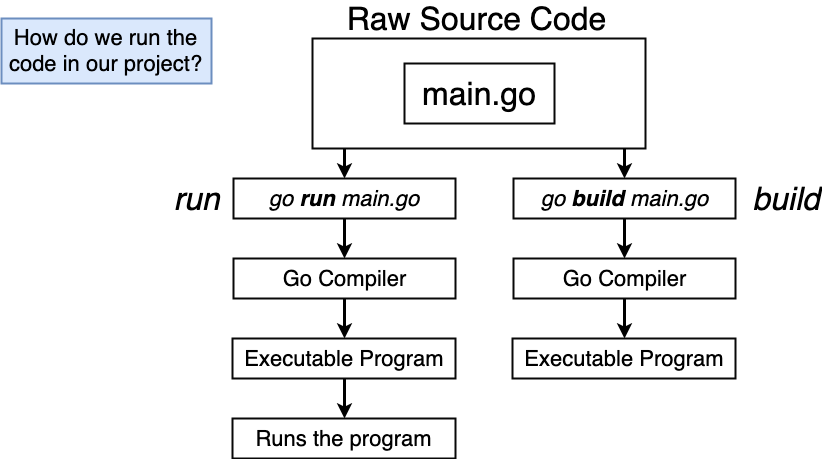 Raw Source Code
How do we run the
code in our project?
main.go
run
go run main.go
go build main.go
build
Go Compiler
Go Compiler
Executable Program
Executable Program
Runs the program